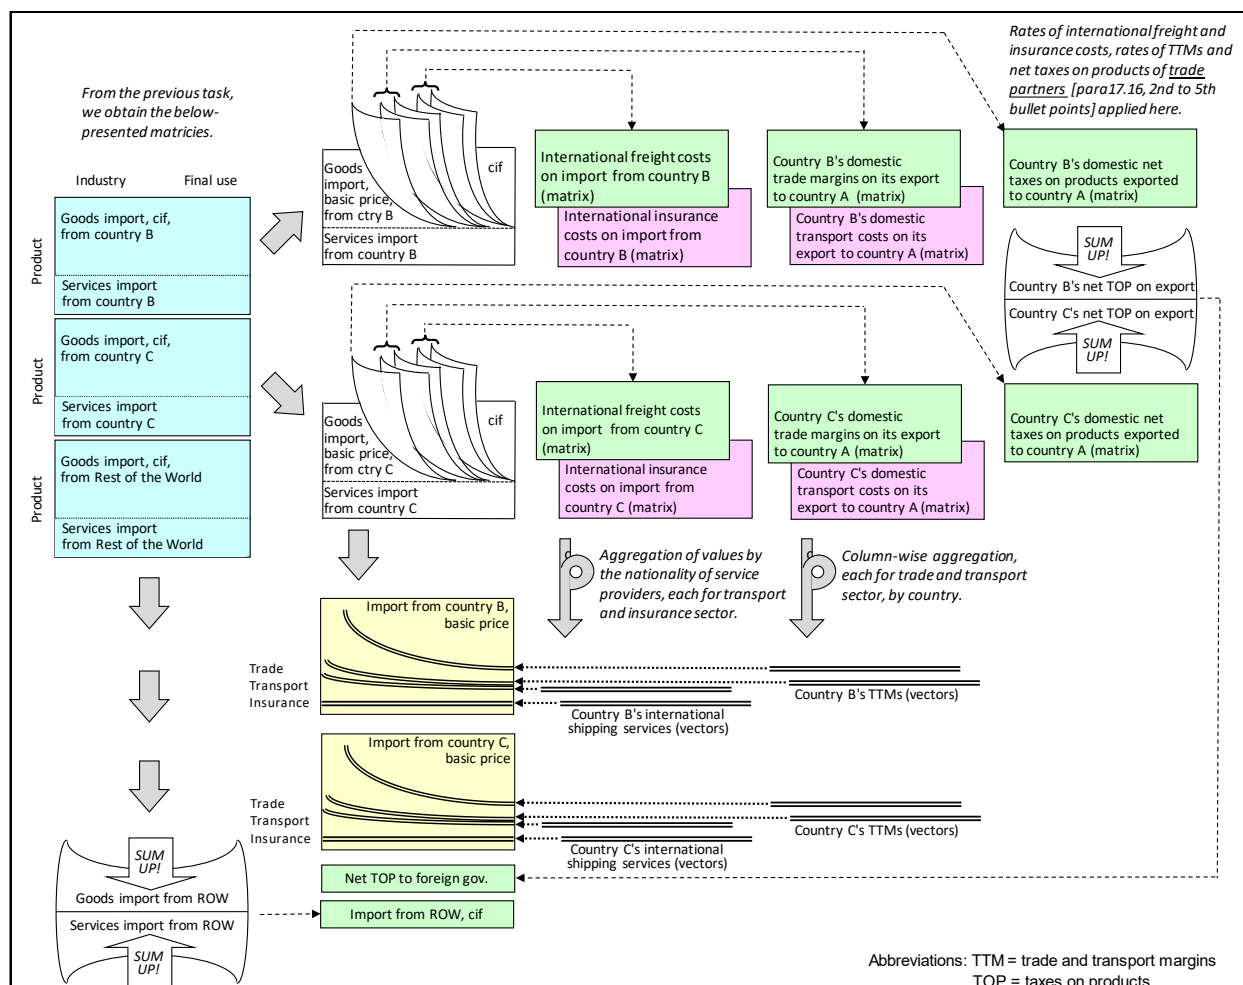 Rates of international freight and
insurance costs, rates of TTMs and
net taxes on products of trade
partners [para17.16, 2nd to 5th
bullet points] applied here.
From the previous task,
we obtain the below-
presented matricies.
Industry
Final use
Product
Goods import, cif,
from country B
Services import
from country B
Product
Goods import, cif,
from country C
Services import
from country C
Product
Goods import, cif,
from Rest of the World
Services import
from Rest of the World
Goods
import,
basic price,
from ctry B
cif
Services import
from country B
International freight costs
on import from country B
(matrix)
International insurance
costs on import from
country B (matrix)
Country B's domestic
trade margins on its export
to country A (matrix)
Country B's domestic
transport costs on its
export to country A (matrix)
Country B's domestic net
taxes on products exported
to country A (matrix)
SUM
UP!
Country B's net TOP on export
Country C's net TOP on export
SUM
UP!
Goods
import,
basic price,
from ctry C
cif
Services import
from country C
International freight costs
on import from country C
(matrix)
International insurance
costs on import from
country C (matrix)
Country C's domestic
trade margins on its export
to country A (matrix)
Country C's domestic
transport costs on its
export to country A (matrix)
Country C's domestic net
taxes on products exported
to country A (matrix)
Aggregation of values by
the nationality of service
providers, each for transport
and insurance sector.
Column-wise aggregation,
each for trade and transport
sector, by country.
Import from country B,
basic price
Trade
Transport
Insurance
Country B's TTMs (vectors)
Country B's international
shipping services (vectors)
Import from country C,
basic price
Trade
Transport
Insurance
Country C's TTMs (vectors)
Country C's international
shipping services (vectors)
SUM
UP!
Goods import from ROW
Services import from ROW
SUM
UP!
Net TOP to foreign gov.
Import from ROW, cif
Abbreviations: TTM = trade and transport margins
TOP = taxes on products